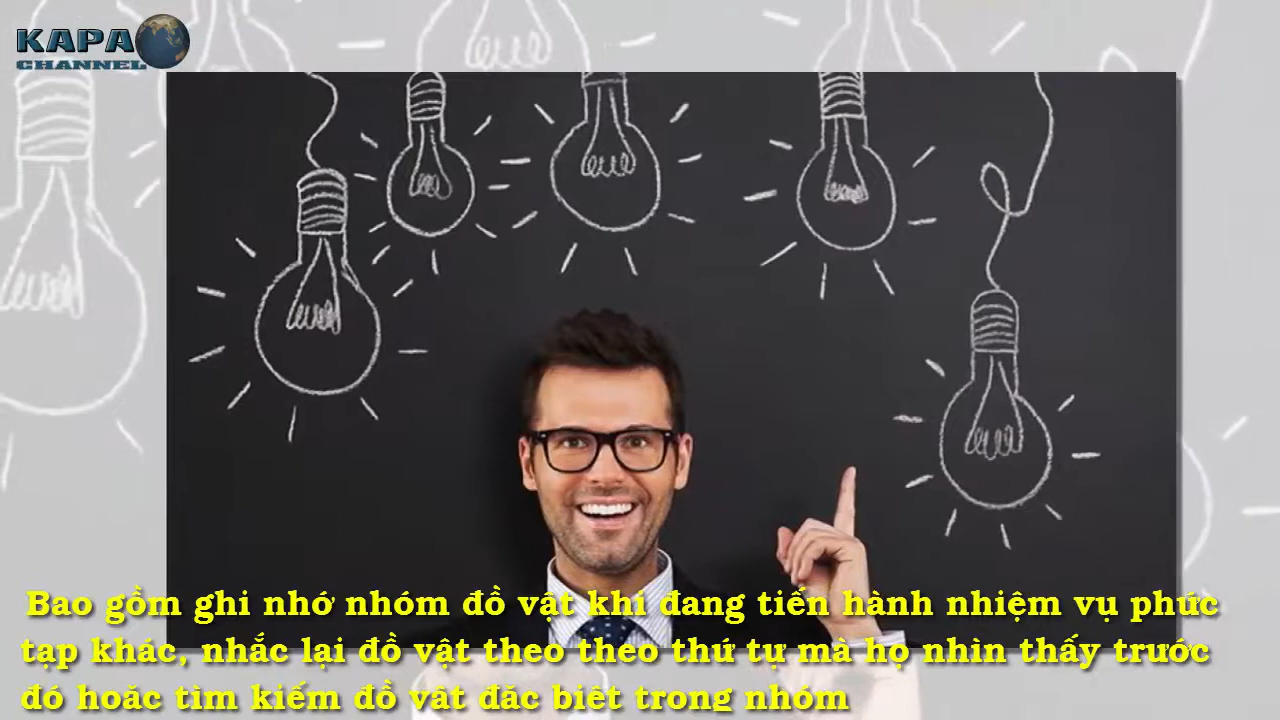 KAPA
CHANNEL
Bao gồm ghi nhớ nhóm đồ vật khi đang tiến hành nhiệm vụ phức
tạp khác, nhắc lại đồ vật theo theo thứ tự mà họ nhìn thấy trước
đó hoặc tìm kiếm đồ vật đặc biệt trong nhóm